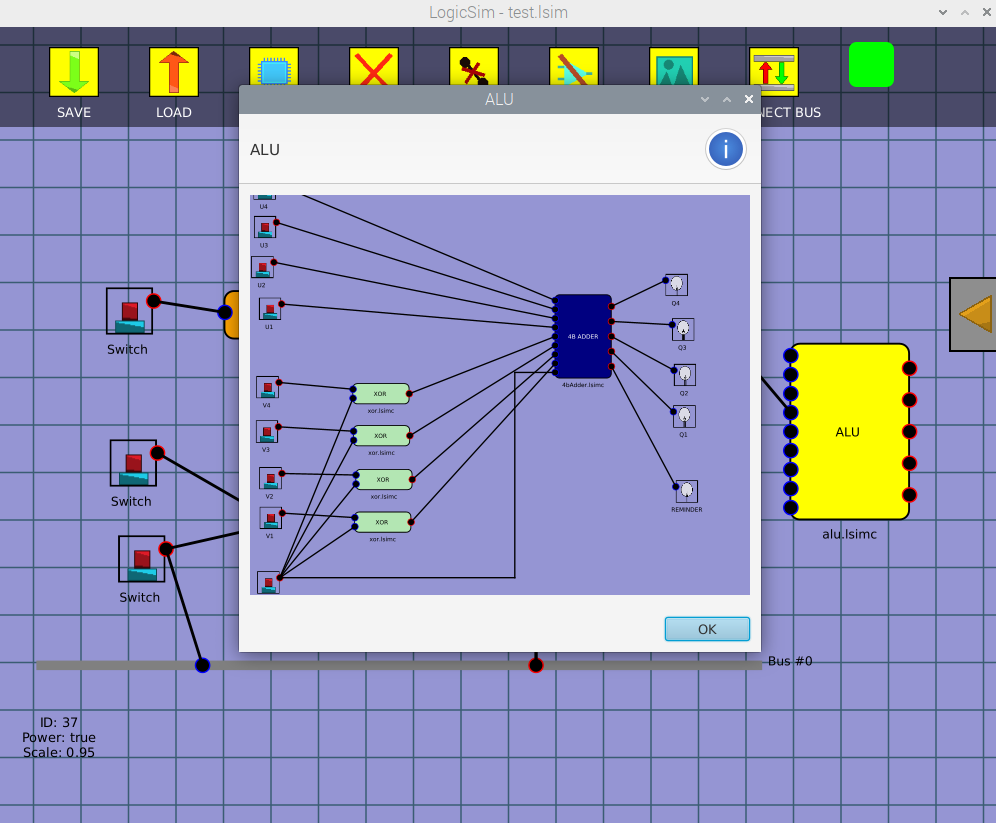 LogicSim - test.lsim
SAVE
LOAD
NECT BUS
ALU
ALU
i
U4
U3
U2
U1
V4
V3
V2
V1
XOR
xor.lsimc
XOR
xor.lsimc
XOR
xor.lsimc
XOR
xor.lsimc
4B ADDER
4bAdder.lsimc
Q4
Q3
Q2
Q1
REMINDER
OK
Switch
Switch
Switch
ALU
alu.lsimc
Bus #0
ID: 37
Power: true
Scale: 0.95